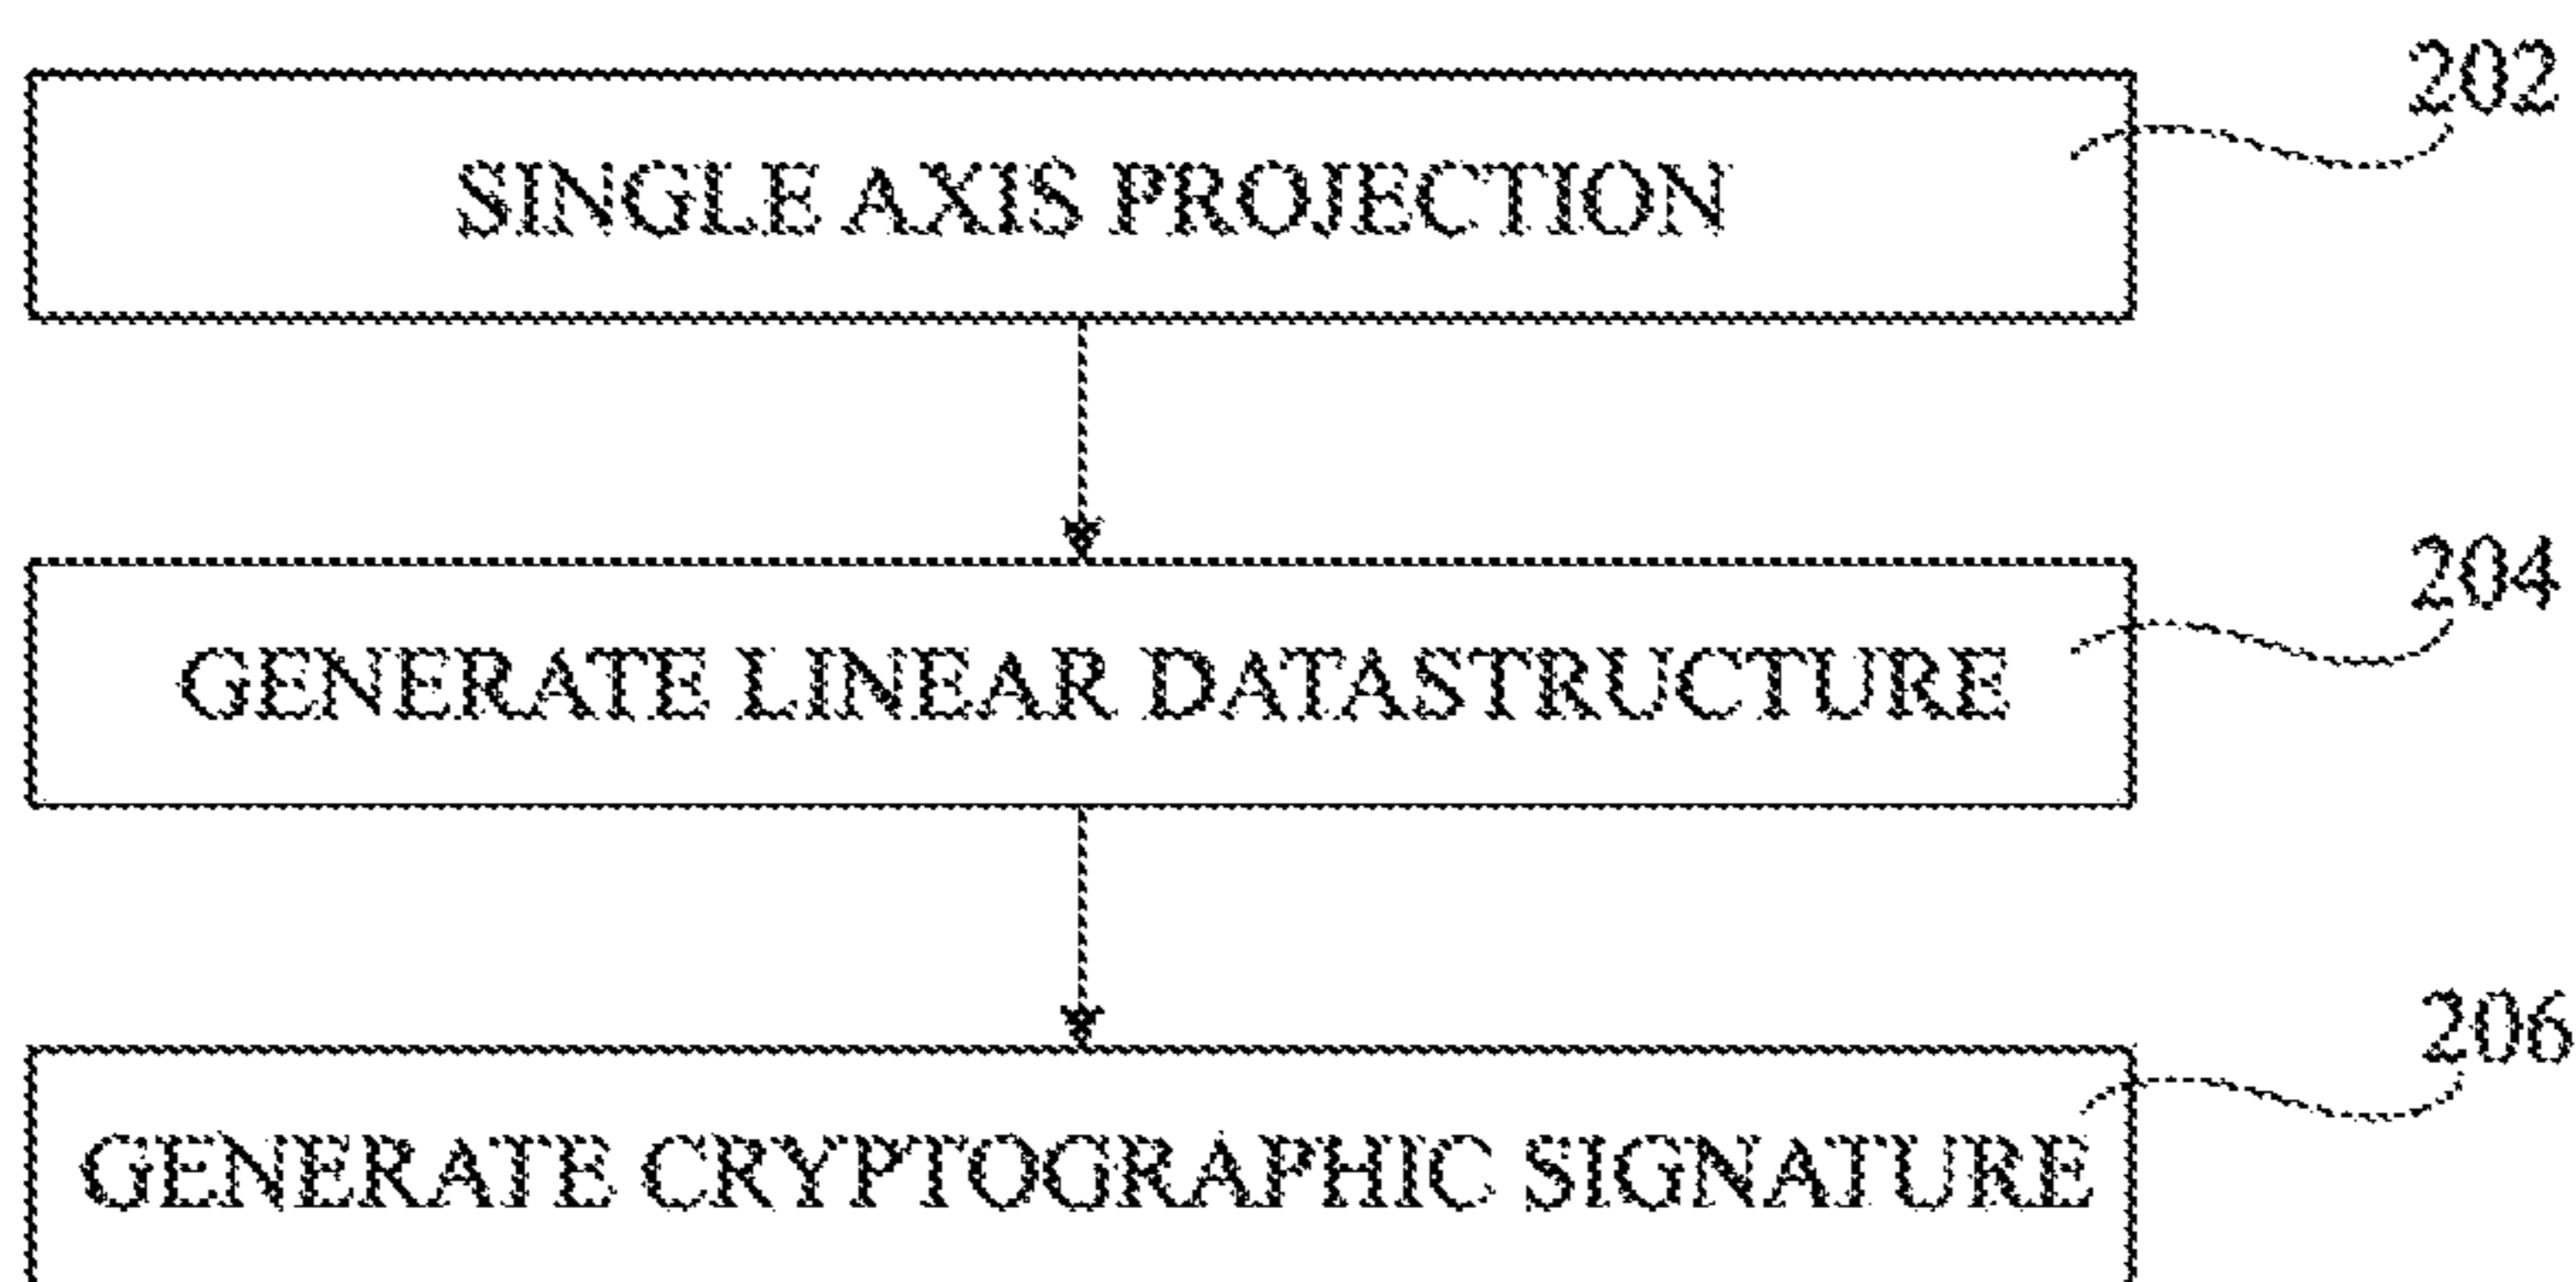 202
SINGLE AXIS PROJECTION
204
GENERATE LINEAR DATASTRUCTURE
206
GENERATE CRYPTOGRAPHIC SIGNATURE